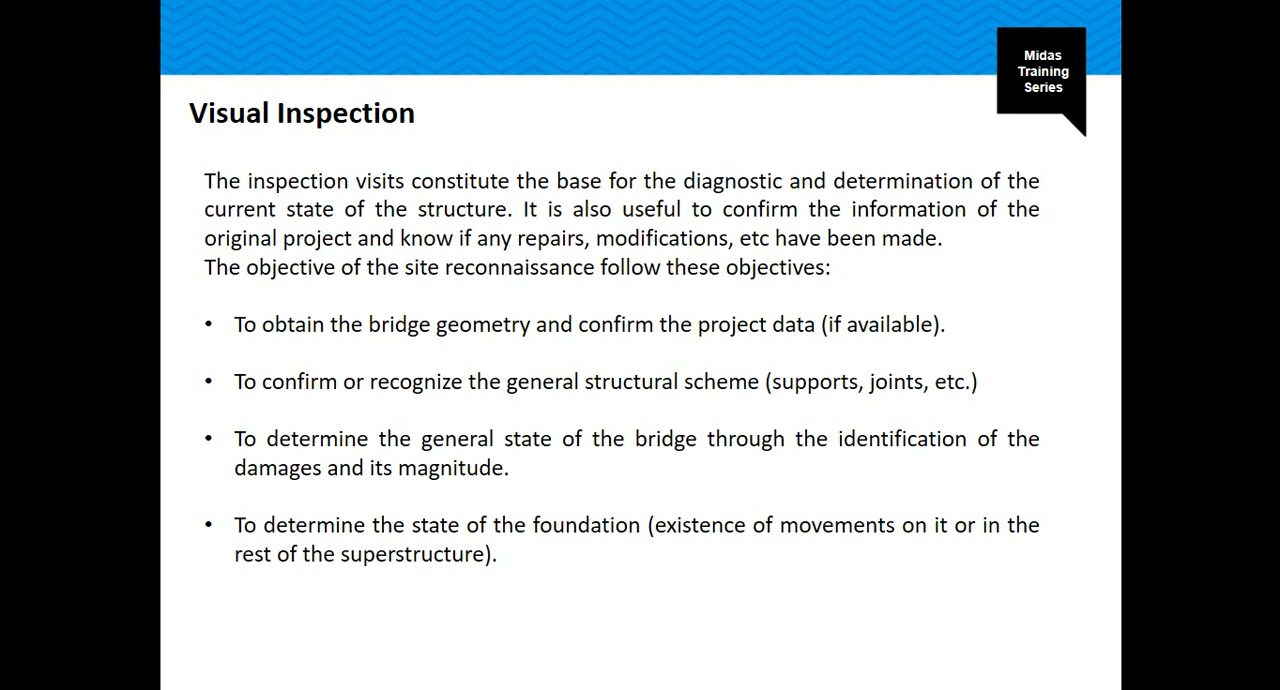 Midas
Training
Series
Visual Inspection
The inspection visits constitute the base for the diagnostic and determination of the
current state of the structure. It is also useful to confirm the information of the
original project and know if any repairs, modifications, etc have been made.
The objective of the site reconnaissance follow these objectives:
• To obtain the bridge geometry and confirm the project data (if available).
• To confirm or recognize the general structural scheme (supports, joints, etc.)
• To determine the general state of the bridge through the identification of the
damages and its magnitude.
• To determine the state of the foundation (existence of movements on it or in the
rest of the superstructure).